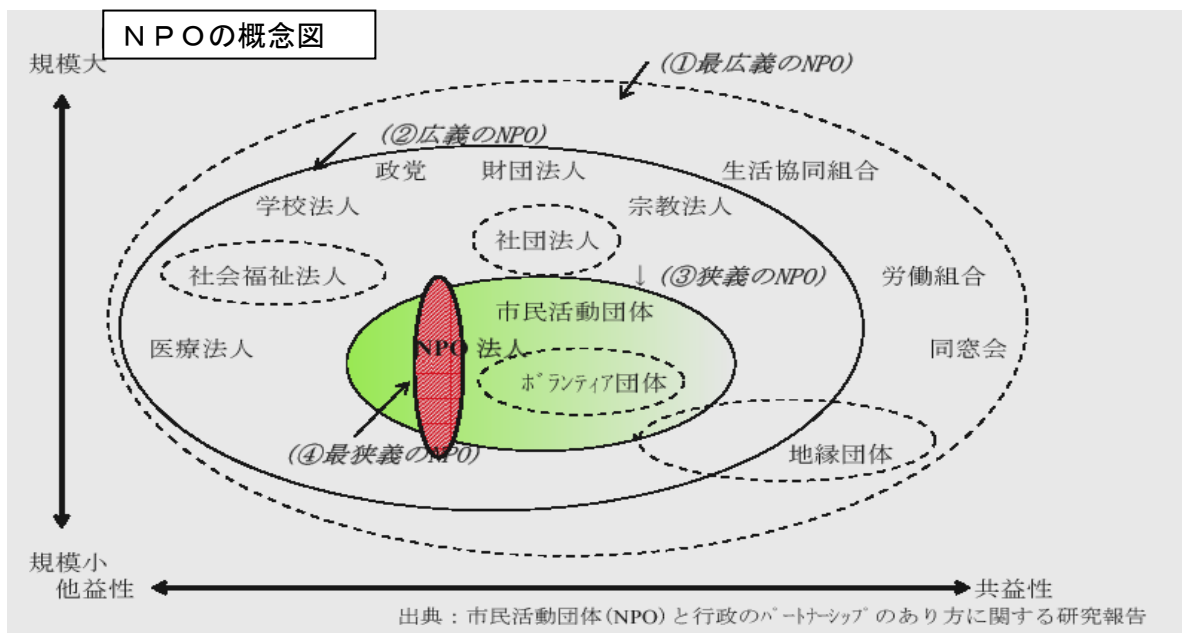 ＮＰＯの概念図
規模大
(①最広義のNPO)
(②広義のNPO)
政党
財団法人
生活協同組合
学校法人
宗教法人
社団法人
社会福祉法人
↓ (③狭義のNPO)
労働組合
市民活動団体
医療法人
NPO 法人
同窓会
ﾎﾞﾗﾝﾃｨｱ団体
(④最狭義のNPO)
地縁団体
規模小
他益性
共益性
出典：市民活動団体(NPO)と行政のﾊﾟｰﾄﾅｰｼｯﾌﾟのあり方に関する研究報告